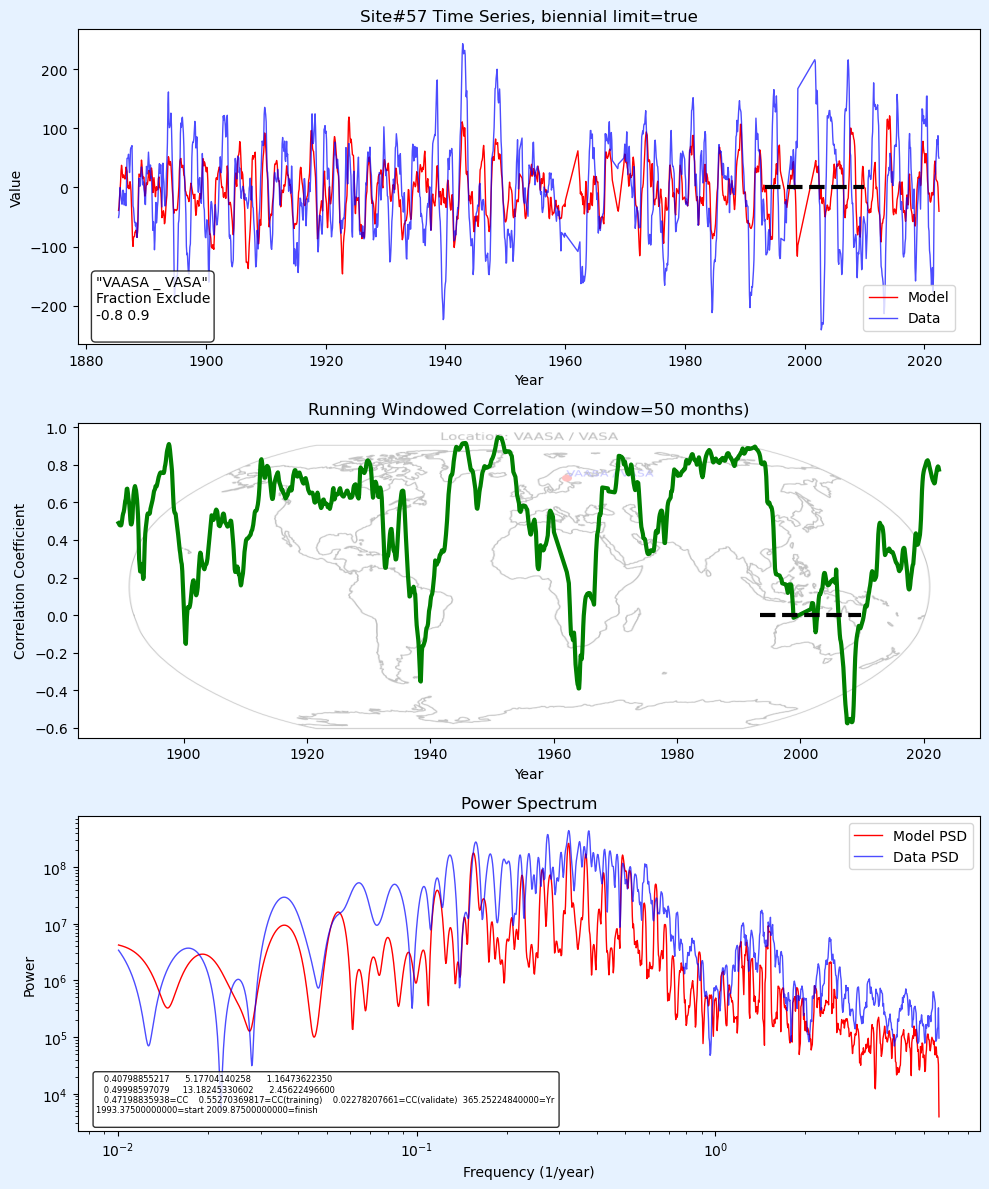 Site#57 Time Series, biennial limit=true
Value
200
100
0
−100
−200
"VAASA _ VASA"
Fraction Exclude
-0.8 0.9
Model
Data
1880 1900 1920 1940 1960 1980 2000 2020
Year
Running Windowed Correlation (window=50 months)
Correlation Coefficient
1.0
0.8
0.6
0.4
0.2
0.0
−0.2
−0.4
−0.6
Location: VAASA / VASA
1900 1920 1940 1960 1980 2000 2020
Year
Power Spectrum
Power
10^8
10^7
10^6
10^5
10^4
Model PSD
Data PSD
0.40798855217 5.17704140258 1.16473622350
0.49998597079 13.18245330602 2.45622496600
0.47198835938=CC 0.55270369817=CC(training) 0.02278207661=CC(validate) 365.25224840000=Yr
1993.37500000000=start 2009.87500000000=finish
10^−2 10^−1 10^0
Frequency (1/year)